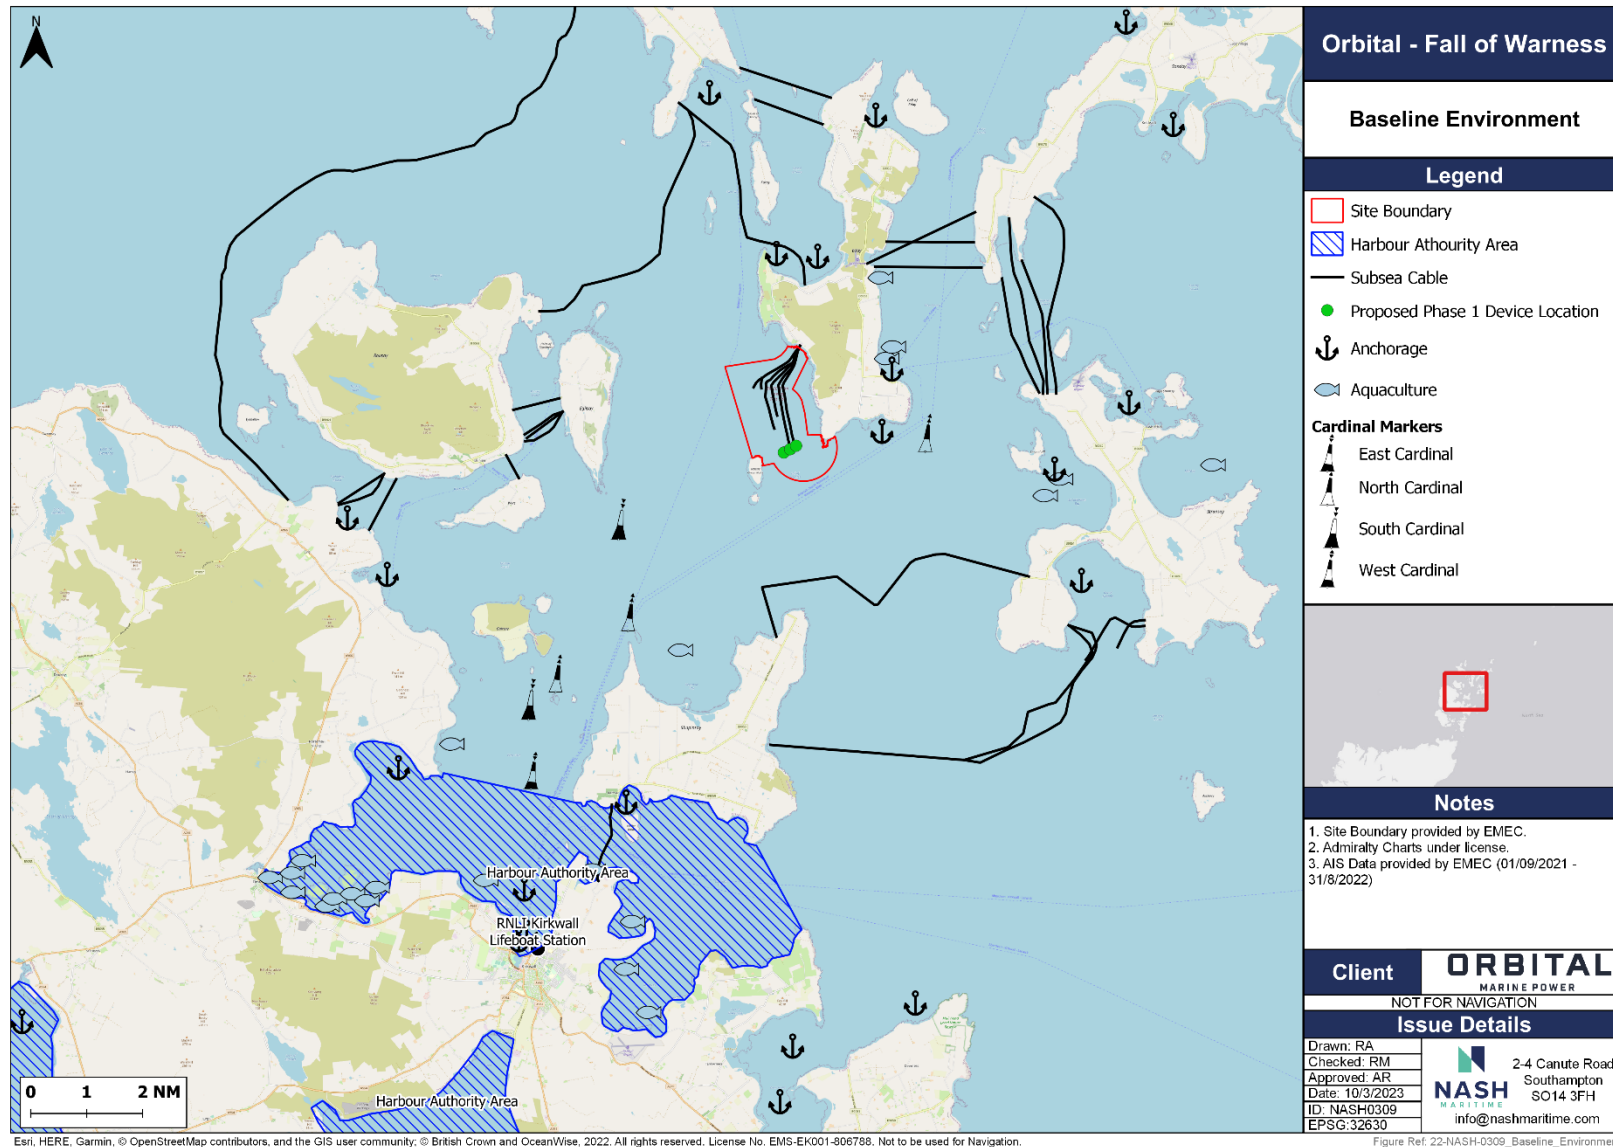 N
Orbital - Fall of Warness
Baseline Environment
Legend
Site Boundary
Harbour Athourity Area
Subsea Cable
Proposed Phase 1 Device Location
Anchorage
Aquaculture
Cardinal Markers
East Cardinal
North Cardinal
South Cardinal
West Cardinal
Notes
1. Site Boundary provided by EMEC.
2. Admiralty Charts under license.
3. AIS Data provided by EMEC (01/09/2021 -
31/8/2022)
Client
ORBITAL
MARINE POWER
NOT FOR NAVIGATION
Issue Details
Drawn: RA
Checked: RM
Approved: AR
Date: 10/3/2023
ID: NASH0309
EPSG:32630
NASH
MARITIME
2-4 Canute Road
Southampton
SO14 3FH
info@nashmaritime.com
Harbour Authority Area
RNLI Kirkwall
Lifeboat Station
Harbour Authority Area
0 1 2 NM
Esri, HERE, Garmin, © OpenStreetMap contributors, and the GIS user community; © British Crown and OceanWise, 2022. All rights reserved. License No. EMS-EK001-806788. Not to be used for Navigation.
Figure Ref: 22-NASH-0309_Baseline_Environme